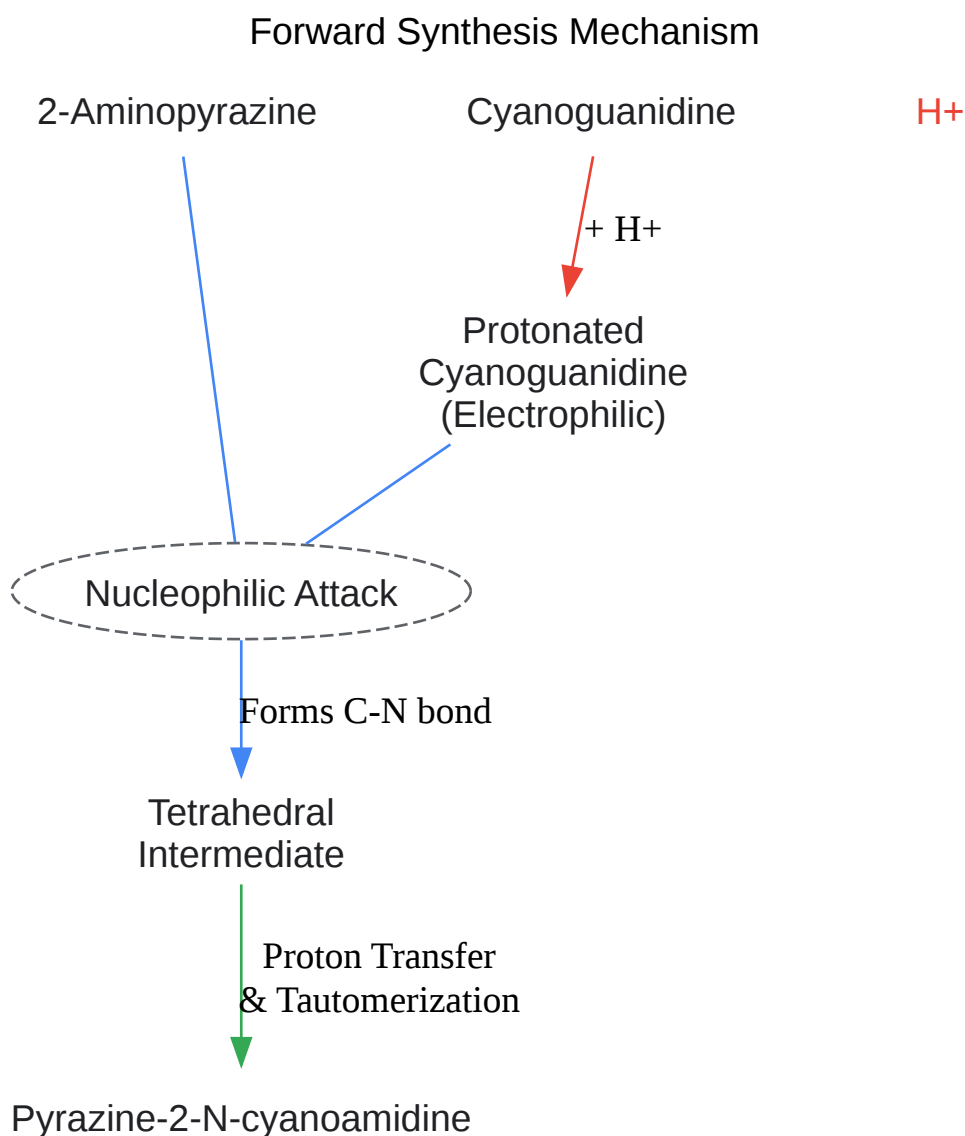 Forward Synthesis Mechanism
2-Aminopyrazine
Cyanoguanidine
H+
+ H+
Protonated
Cyanoguanidine
(Electrophilic)
Nucleophilic Attack
Forms C-N bond
Tetrahedral
Intermediate
Proton Transfer
& Tautomerization
Pyrazine-2-N-cyanoamidine